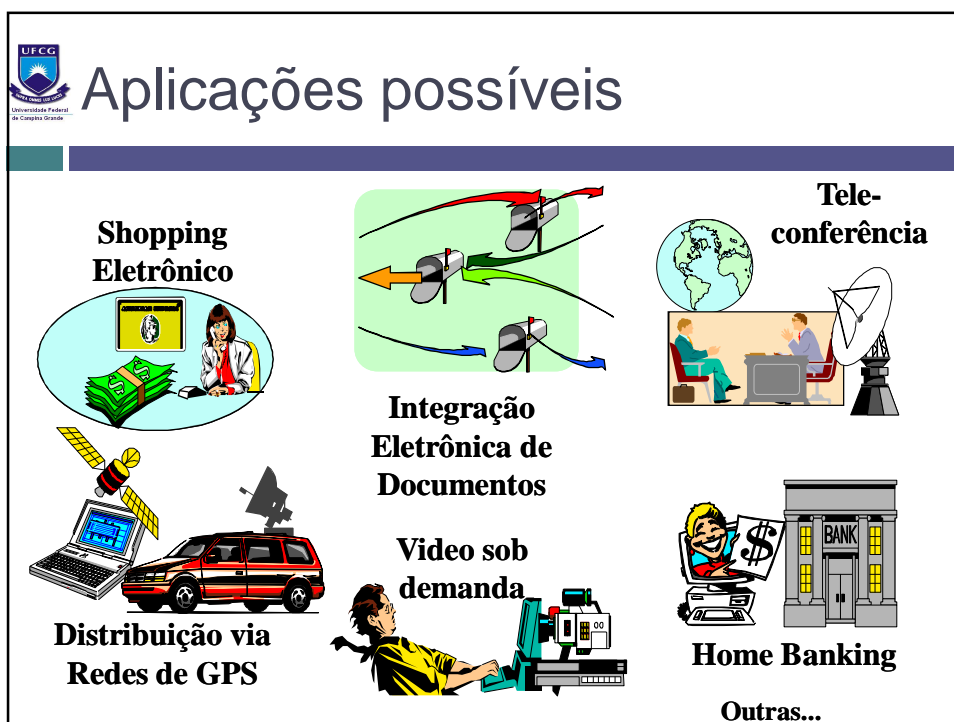 UFCG
Universidade Federal
de Campina Grande
Aplicações possíveis
Shopping
Eletrônico
Tele-
conferência
Integração
Eletrônica de
Documentos
Distribuição via
Redes de GPS
Video sob
demanda
$
BANK
Home Banking
Outras...